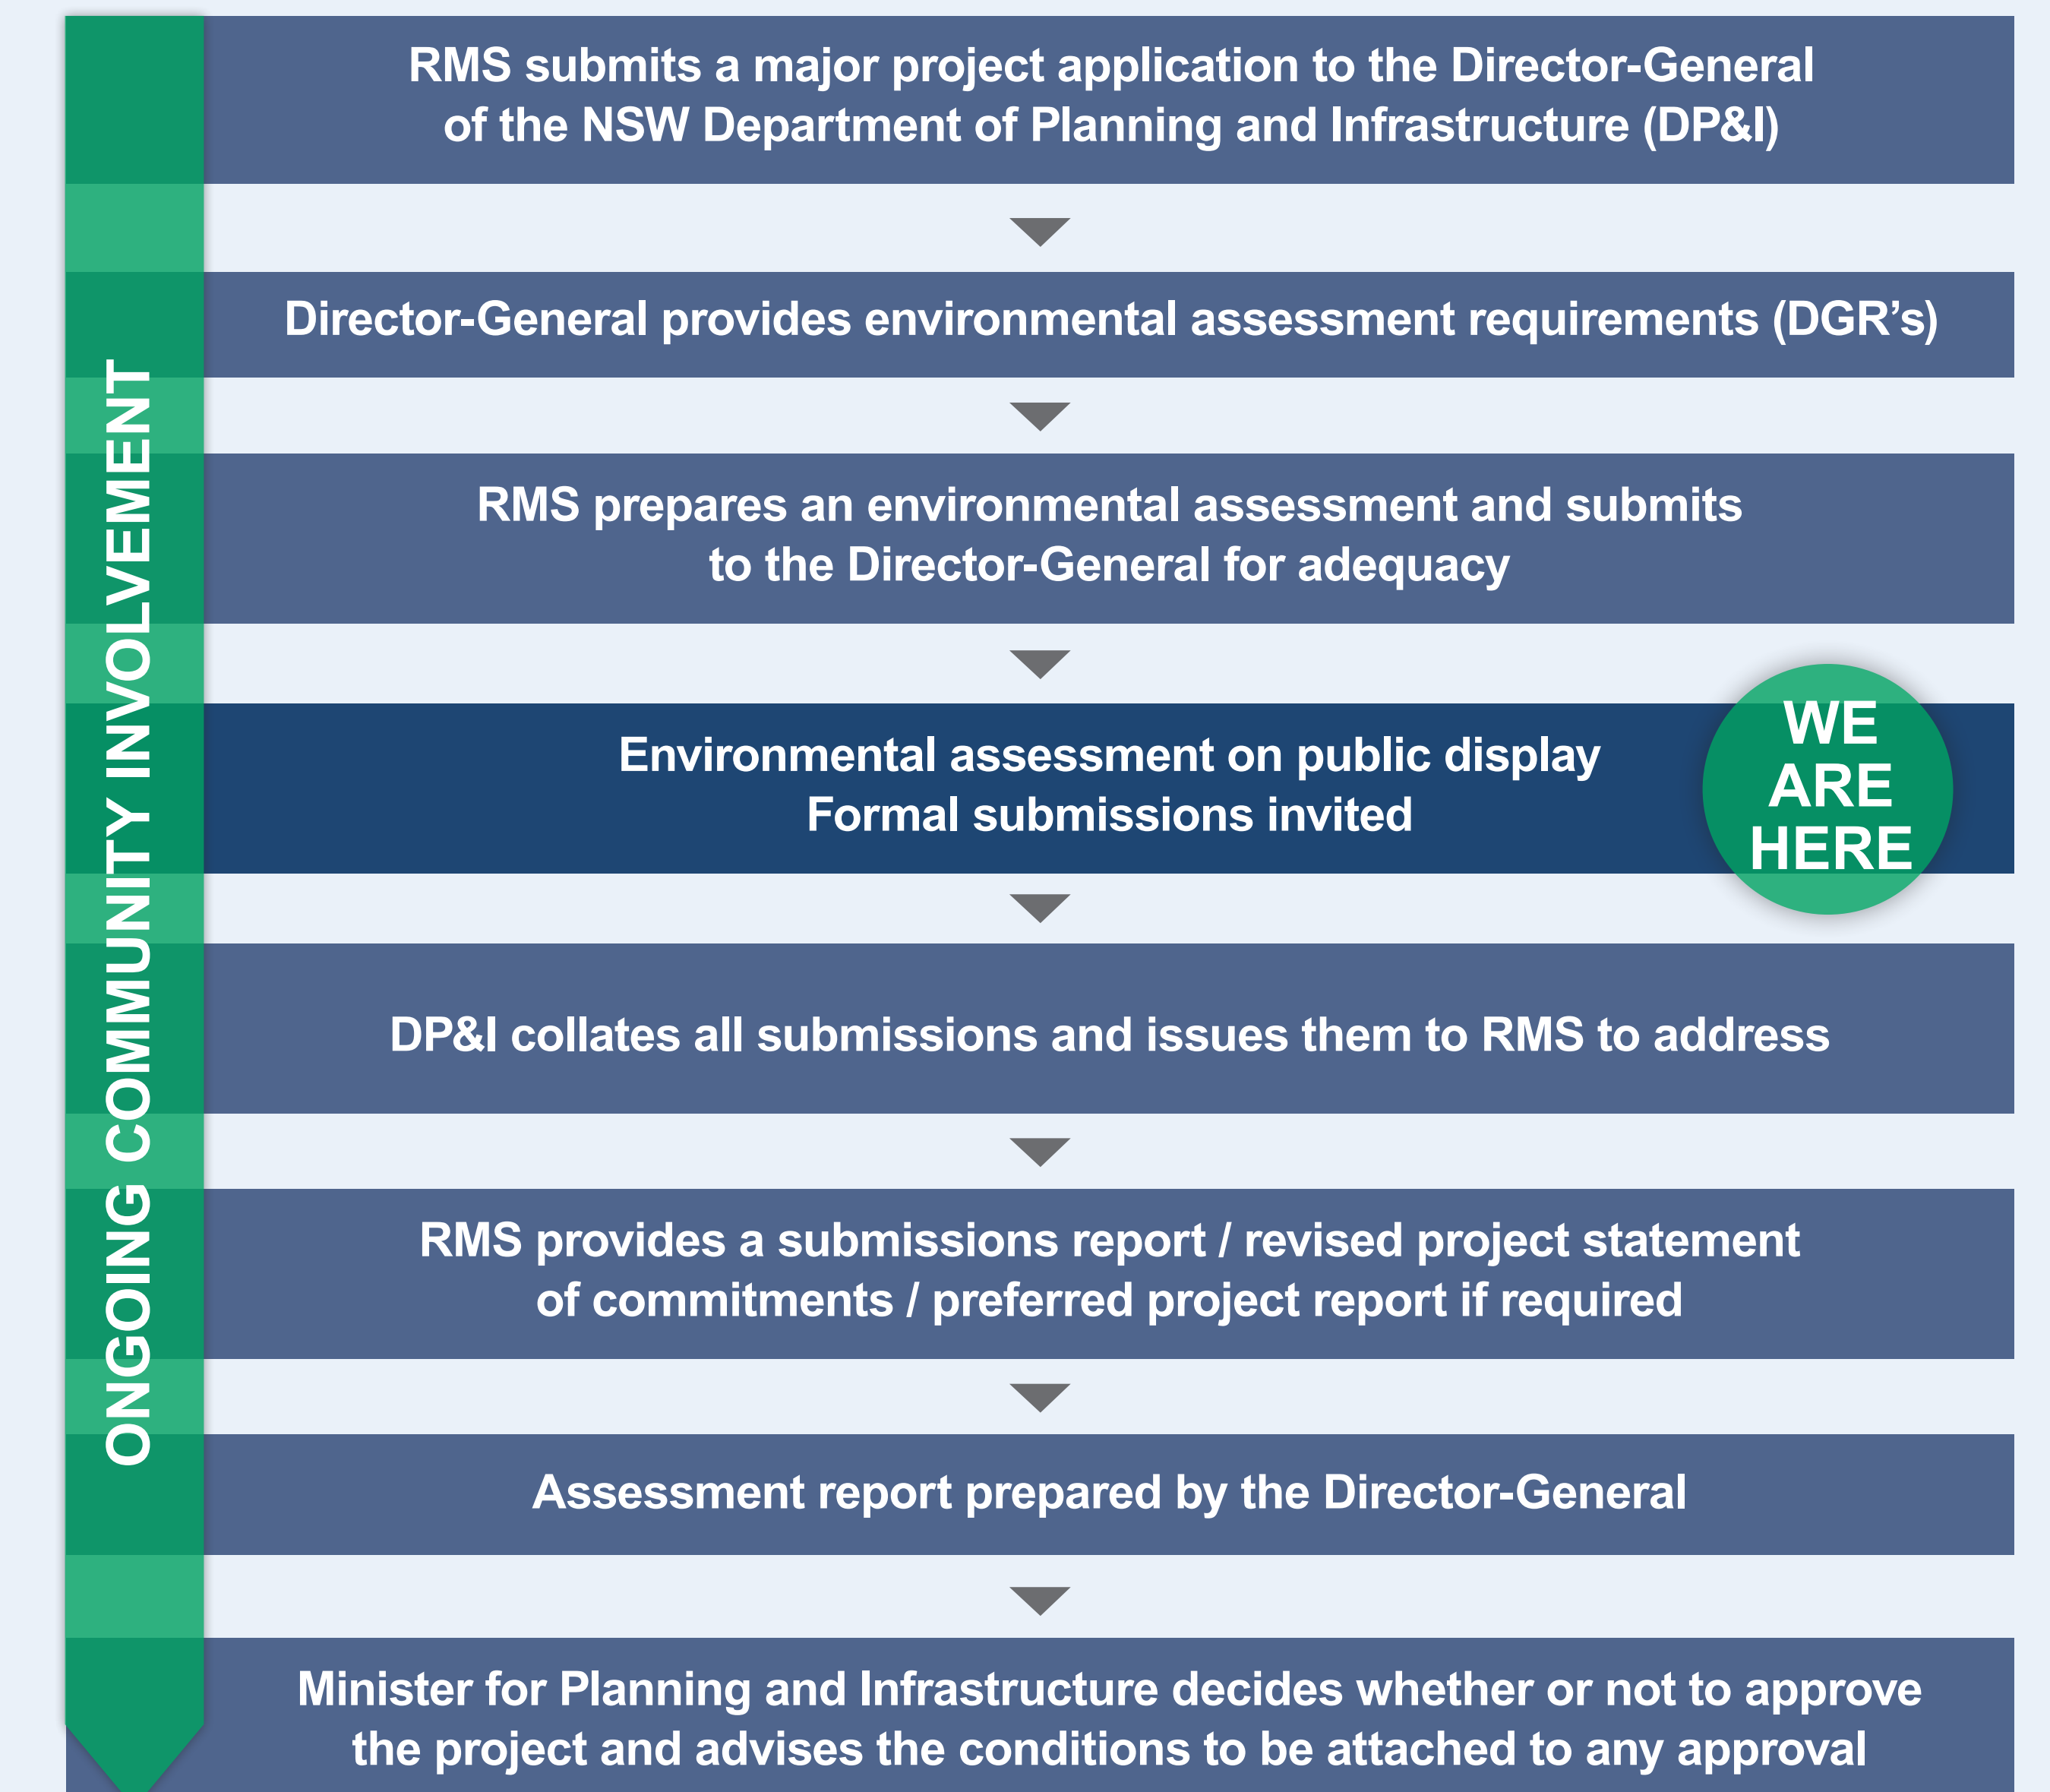 RMS submits a major project application to the Director-General
of the NSW Department of Planning and Infrastructure (DP&I)
Director-General provides environmental assessment requirements (DGR’s)
RMS prepares an environmental assessment and submits
to the Director-General for adequacy
Environmental assessment on public display
Formal submissions invited
WE
ARE
HERE
DP&I collates all submissions and issues them to RMS to address
RMS provides a submissions report / revised project statement
of commitments / preferred project report if required
Assessment report prepared by the Director-General
Minister for Planning and Infrastructure decides whether or not to approve
the project and advises the conditions to be attached to any approval
ONGOING COMMUNITY INVOLVEMENT